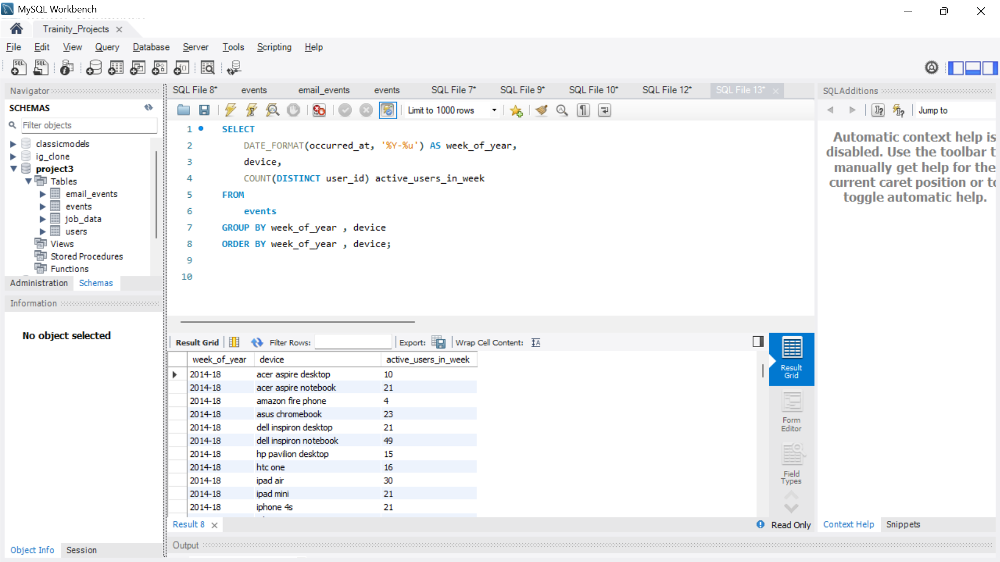 MySQL Workbench
Trainity_Projects
File Edit View Query Database Server Tools Scripting Help
Navigator
SCHEMAS
Filter objects
classicmodels
ig_clone
project3
Tables
email_events
events
job_data
users
Views
Stored Procedures
Functions
Administration Schemas
Information
No object selected
Object Info Session
SQL File 8* events email_events events SQL File 7* SQL File 9* SQL File 10* SQL File 12* SQL File 13*
Limit to 1000 rows
1 SELECT
2 DATE_FORMAT(occurred_at, '%Y-%u') AS week_of_year,
3 device,
4 COUNT(DISTINCT user_id) active_users_in_week
5 FROM
6 events
7 GROUP BY week_of_year , device
8 ORDER BY week_of_year , device;
9
10
Result Grid Filter Rows: Export: Wrap Cell Content:
week_of_year device active_users_in_week
2014-18 acer aspire desktop 10
2014-18 acer aspire notebook 21
2014-18 amazon fire phone 4
2014-18 asus chromebook 23
2014-18 dell inspiron desktop 21
2014-18 dell inspiron notebook 49
2014-18 hp pavilion desktop 15
2014-18 htc one 16
2014-18 ipad air 30
2014-18 ipad mini 21
2014-18 iphone 4s 21
Result Grid
Form Editor
Field Types
Result 8
Read Only
Output
SQLAdditions
Jump to
Automatic context help is
disabled. Use the toolbar t
manually get help for the
current caret position or to
toggle automatic help.
Context Help Snippets